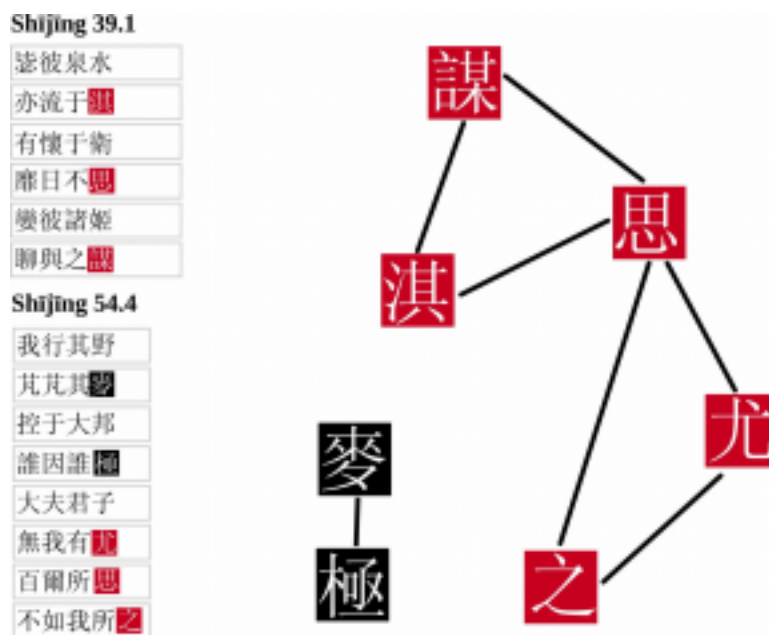 Shījīng 39.1
毖彼泉水
亦流于淇
有懷于衛
靡日不思
孌彼諸姬
聊與之謀
Shījīng 54.4
我行其野
芃芃其麥
控于大邦
誰因誰極
大夫君子
無我有尤
百爾所思
不如我所之
謀
思
淇
尤
麥
極
之